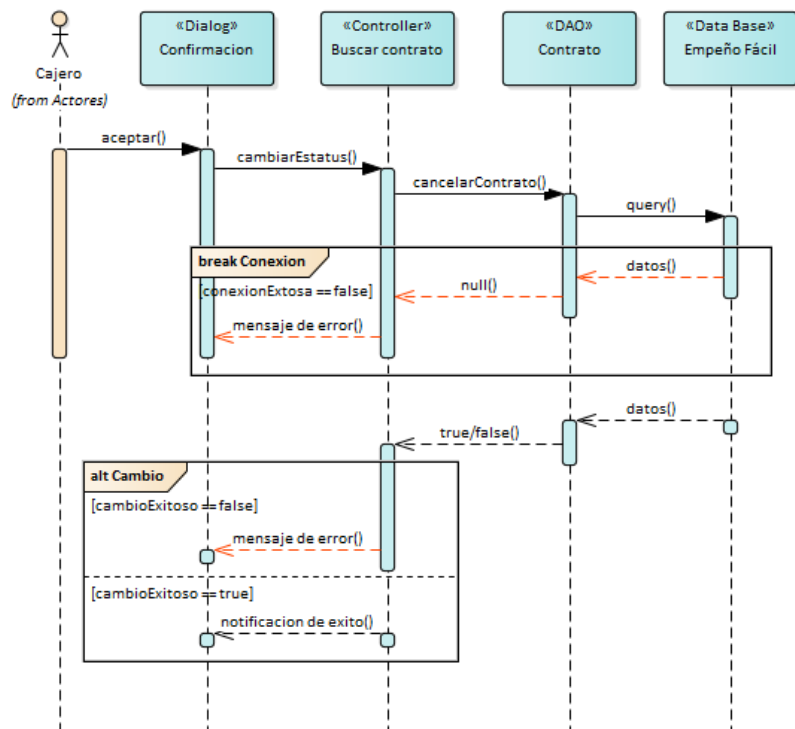 «Dialog»
Confirmacion
«Controller»
Buscar contrato
«DAO»
Contrato
«Data Base»
Empeño Fácil
Cajero
(from Actores)
aceptar()
cambiarEstatus()
cancelarContrato()
query()
break Conexion
datos()
[conexionExtosa ==false]
null()
mensaje de error()
datos()
true/false()
alt Cambio
[cambioExitoso ==false]
mensaje de error()
[cambioExitoso ==true]
notificacion de exito()